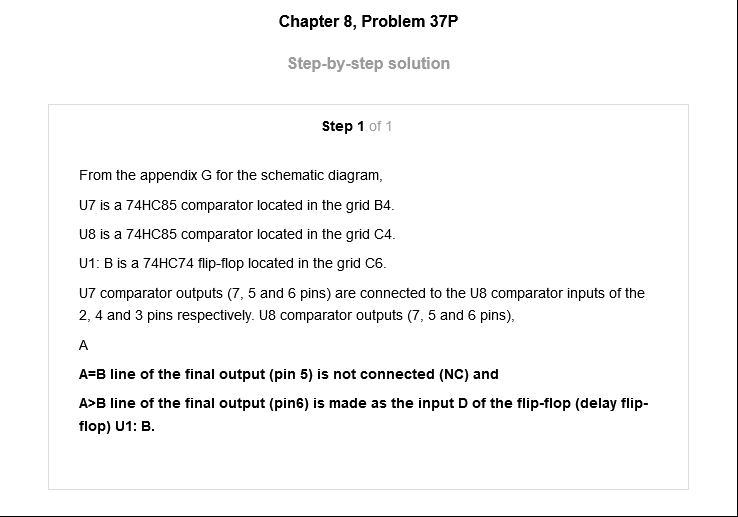 Chapter 8, Problem 37P
Step-by-step solution
Step 1 of 1
From the appendix G for the schematic diagram,
U7 is a 74HC85 comparator located in the grid B4.
U8 is a 74HC85 comparator located in the grid C4.
U1: B is a 74HC74 flip-flop located in the grid C6.
U7 comparator outputs (7, 5 and 6 pins) are connected to the U8 comparator inputs of the
2, 4 and 3 pins respectively. U8 comparator outputs (7, 5 and 6 pins),
A
A=B line of the final output (pin 5) is not connected (NC) and
A>B line of the final output (pin6) is made as the input D of the flip-flop (delay flip-
flop) U1: B.